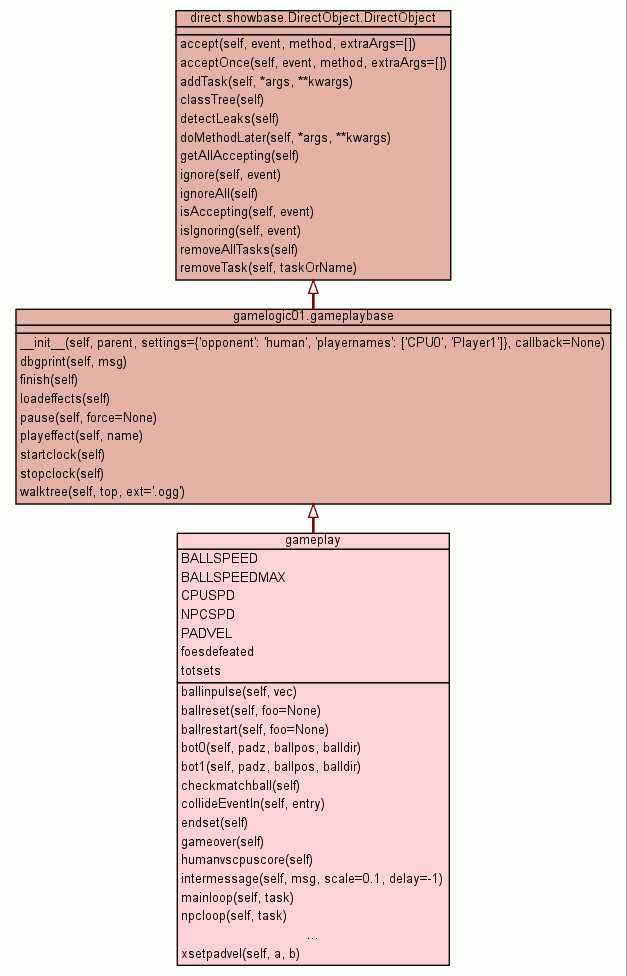 direct.showbase.DirectObject.DirectObject
accept(self, event, method, extraArgs=[])
acceptOnce(self, event, method, extraArgs=[])
addTask(self, *args, **kwargs)
classTree(self)
detectLeaks(self)
doMethodLater(self, *args, **kwargs)
getAllAccepting(self)
ignore(self, event)
ignoreAll(self)
isAccepting(self, event)
isIgnoring(self, event)
removeAllTasks(self)
removeTask(self, taskOrName)
gamelogic01.gameplaybase
__init__(self, parent, settings={'opponent': 'human', 'playernames': ['CPU0', 'Player1']}, callback=None)
dbgprint(self, msg)
finish(self)
loadeffects(self)
pause(self, force=None)
playeffect(self, name)
startclock(self)
stopclock(self)
walktree(self, top, ext='.ogg')
gameplay
BALLSPEED
BALLSPEEDMAX
CPUSPD
NPCSPD
PADVEL
foesdefeated
totsets
ballinpulse(self, vec)
ballreset(self, foo=None)
ballrestart(self, foo=None)
bot0(self, padz, ballpos, balldir)
bot1(self, padz, ballpos, balldir)
checkmatchball(self)
collideEventIn(self, entry)
endset(self)
gameover(self)
humanvscpuscore(self)
intermessage(self, msg, scale=0.1, delay=-1)
mainloop(self, task)
npcloop(self, task)
...
xsetpadvel(self, a, b)